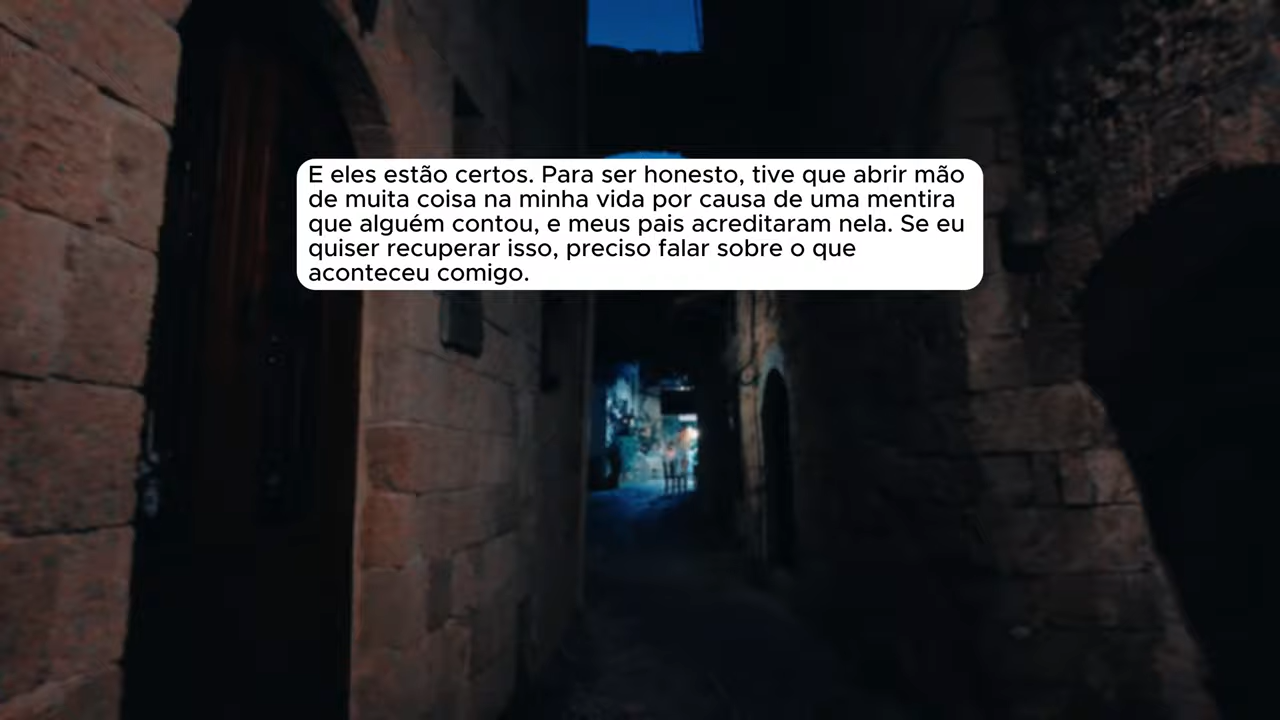 E eles estão certos. Para ser honesto, tive que abrir mão
de muita coisa na minha vida por causa de uma mentira
que alguém contou, e meus pais acreditaram nela. Se eu
quiser recuperar isso, preciso falar sobre o que
aconteceu comigo.